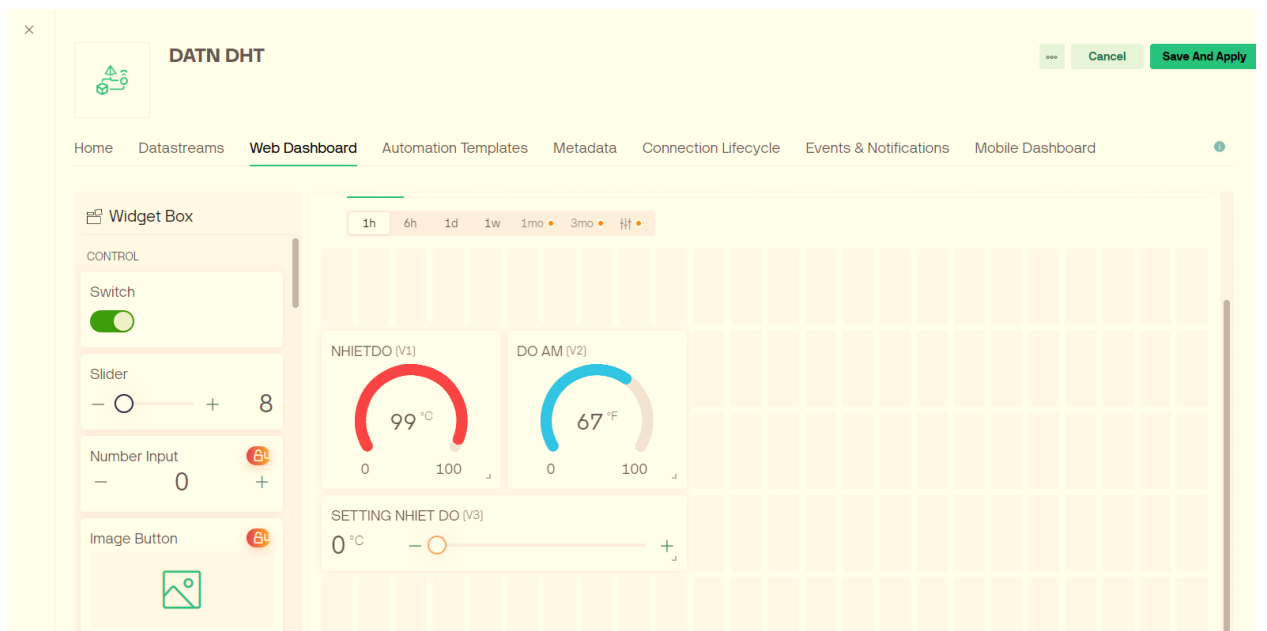 DATN DHT
Cancel
Save And Apply
Home Datastreams Web Dashboard Automation Templates Metadata Connection Lifecycle Events & Notifications Mobile Dashboard
Widget Box
1h 6h 1d 1w 1mo 3mo
CONTROL
Switch
Slider
8
Number Input
0
Image Button
NHIETDO (V1)
99 °C
0 100
DO AM (V2)
67 °F
0 100
SETTING NHIET DO (V3)
0 °C